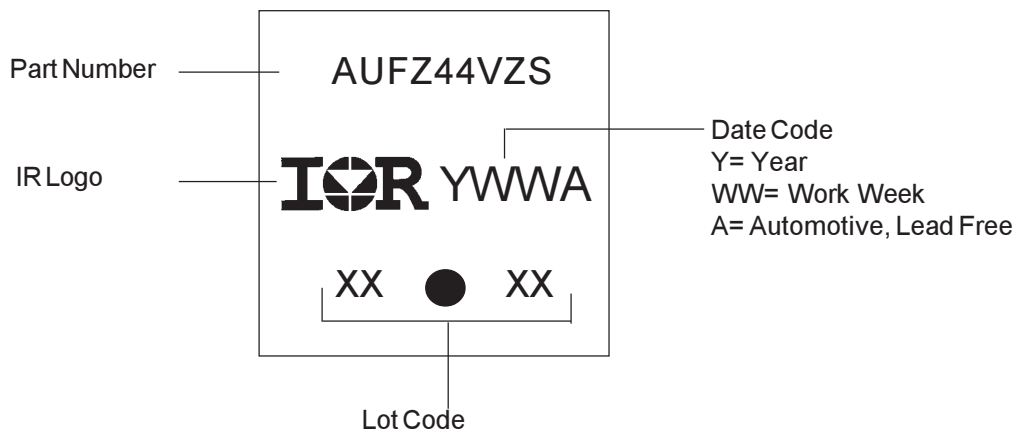 Part Number
AUFZ44VZS
IR Logo
IOR YWWA
Date Code
Y= Year
WW= Work Week
A= Automotive, Lead Free
XX XX
Lot Code